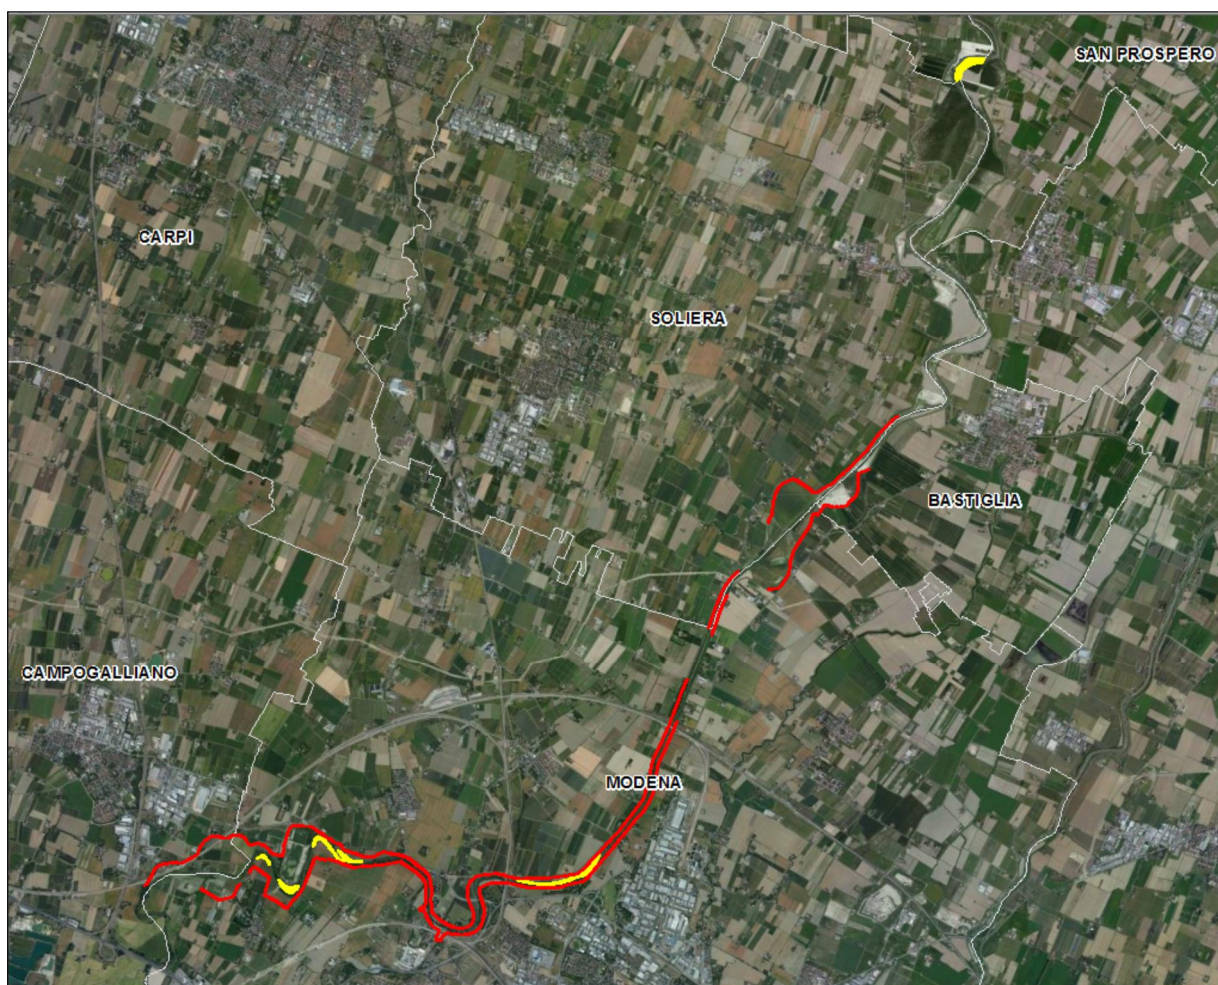 SAN PROSPERO
CARPI
SOLIERA
BASTIGLIA
CAMPOGALLIANO
MODENA